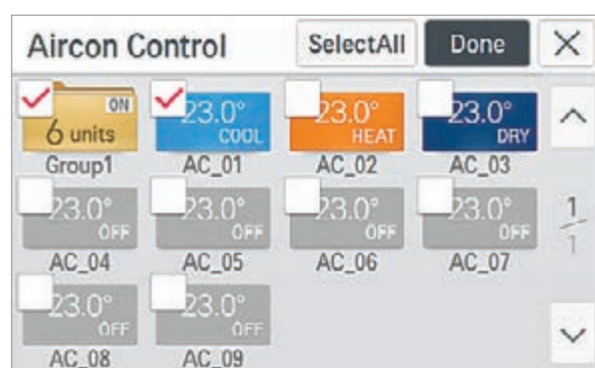 Aircon Control SelectAll Done
ON
6 units
Group1
23.0°
COOL
AC_01
23.0°
HEAT
AC_02
23.0°
DRY
AC_03
23.0°
OFF
AC_04
23.0°
OFF
AC_05
23.0°
OFF
AC_06
23.0°
OFF
AC_07
1
1
23.0°
OFF
AC_08
23.0°
OFF
AC_09